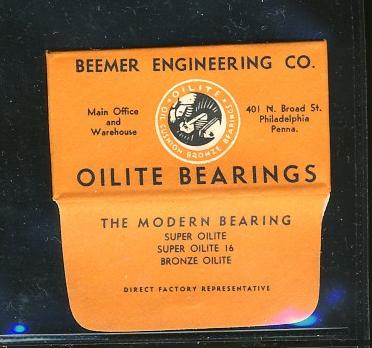 BEEMER ENGINEERING CO.
Main Office
and
Warehouse
OILITE
OIL CUSHION BRONZE BEARINGS
401 N. Broad St.
Philadelphia
Penna.
OILITE BEARINGS
THE MODERN BEARING
SUPER OILITE
SUPER OILITE 16
BRONZE OILITE
DIRECT FACTORY REPRESENTATIVE